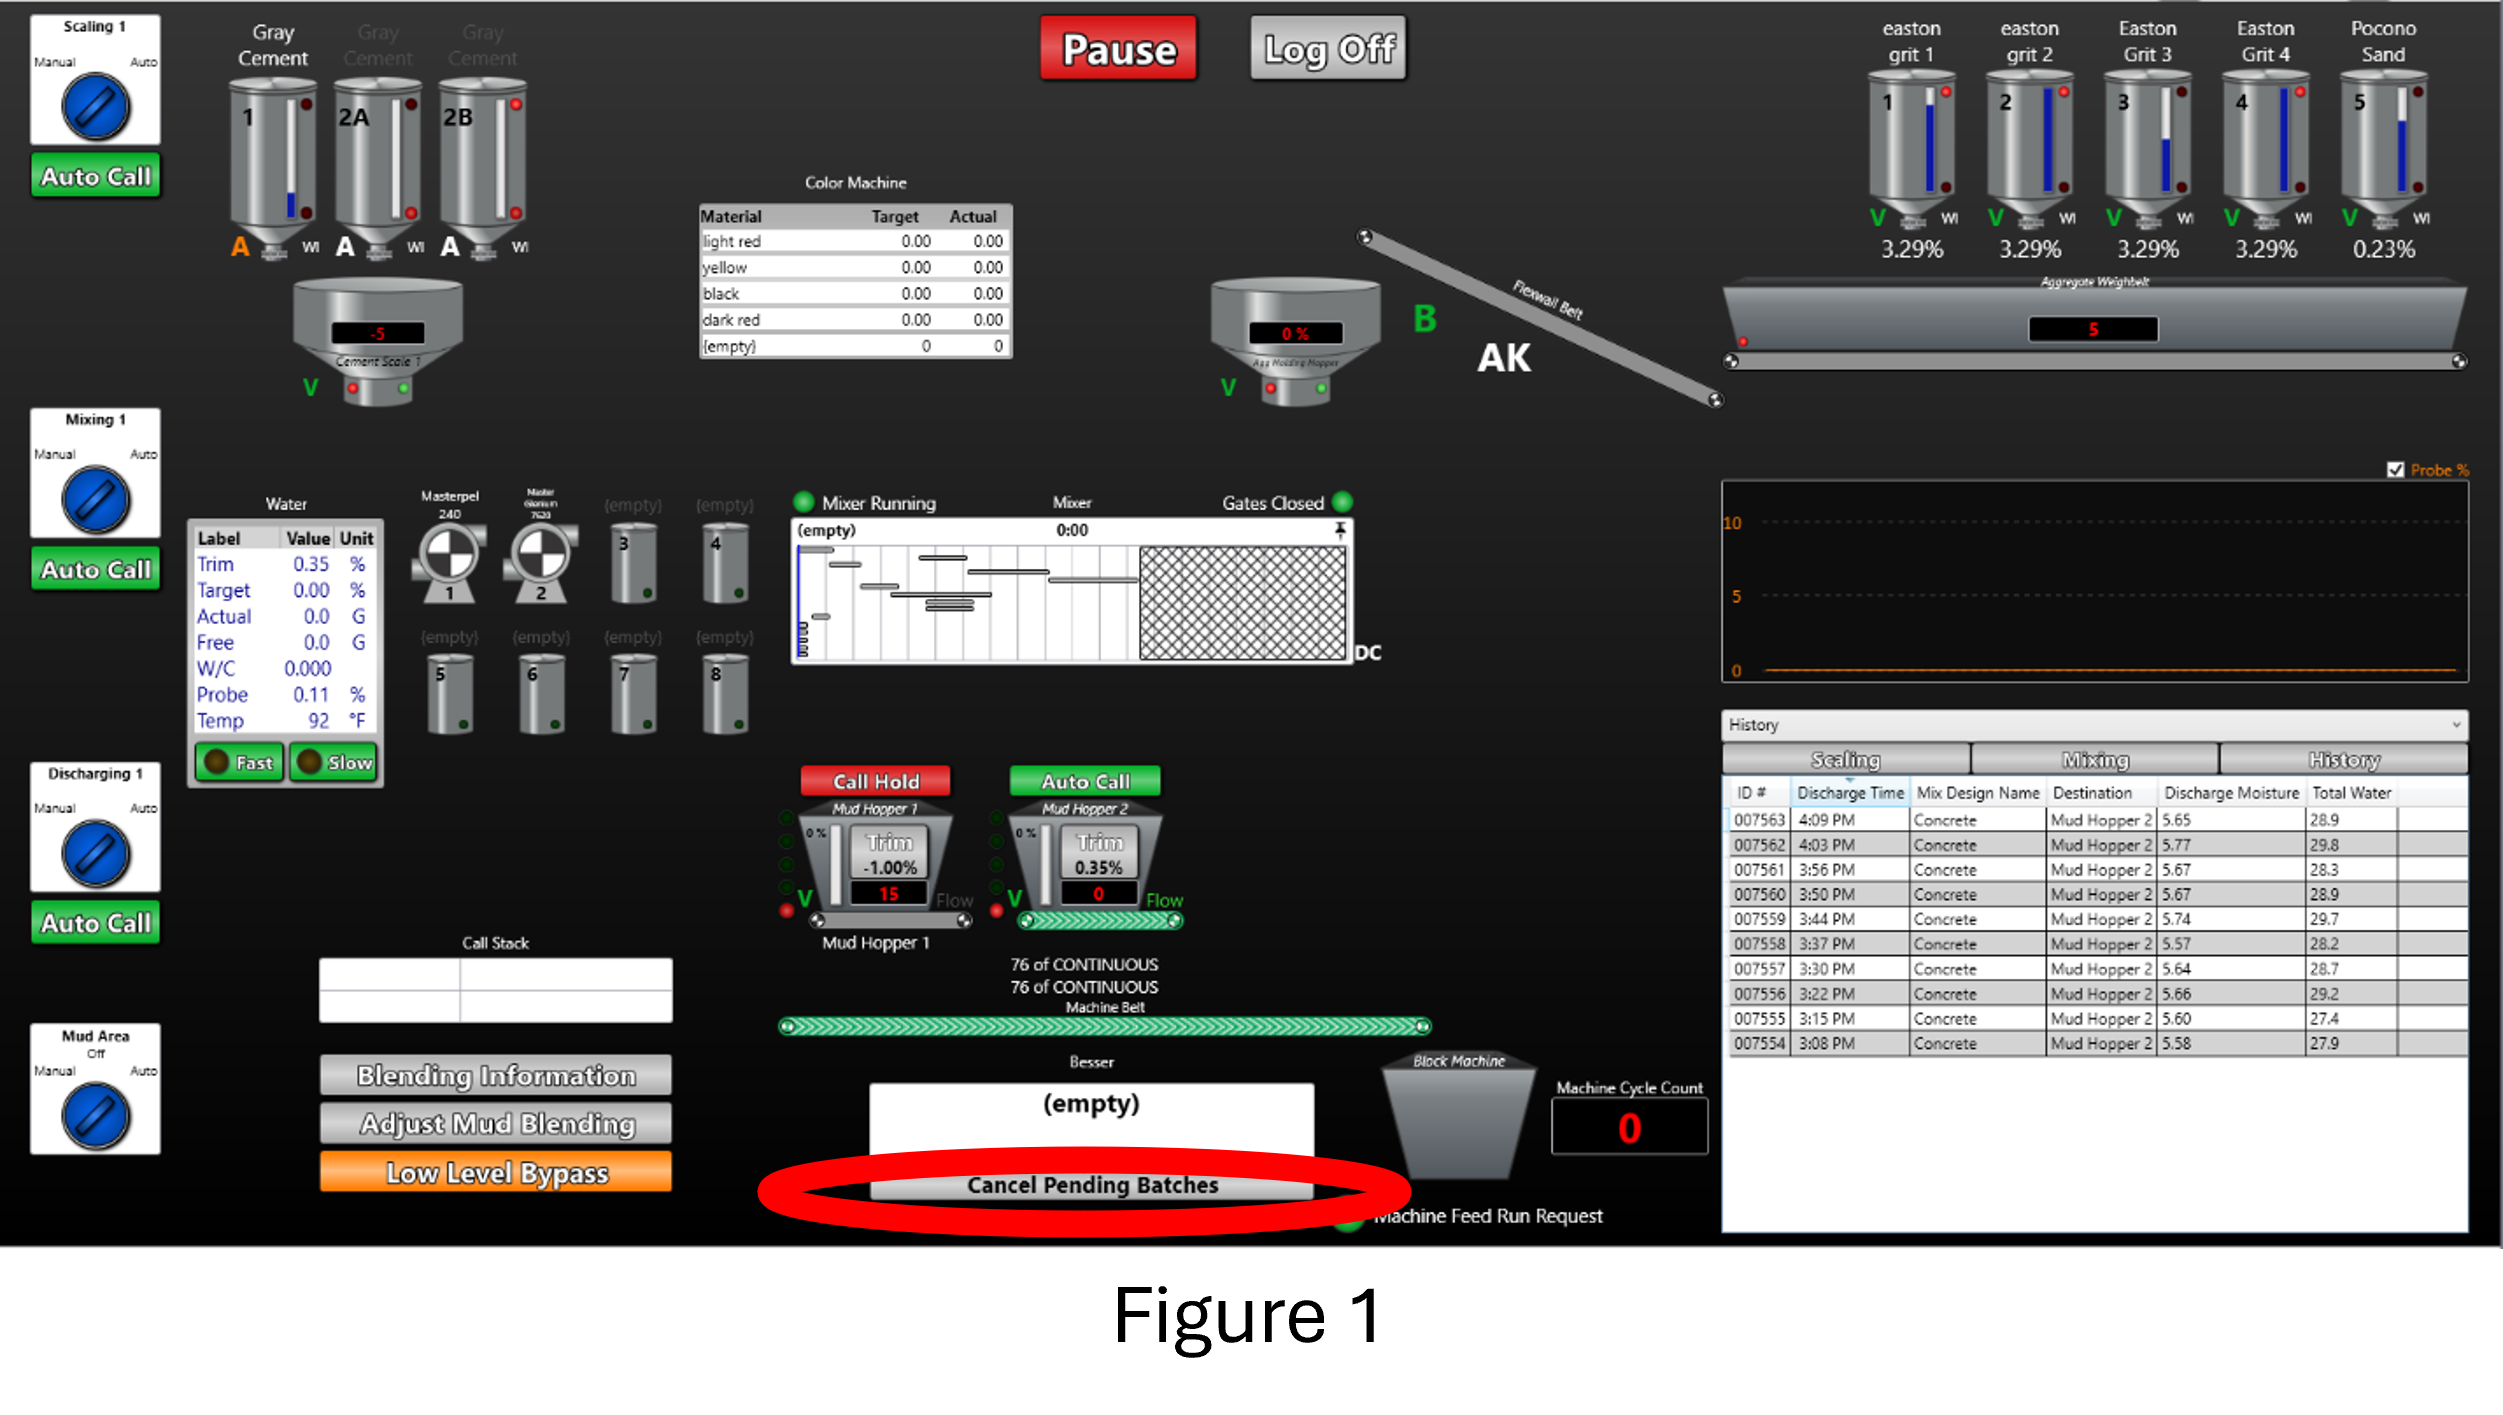 Scaling 1
Manual Auto
Auto Call
Gray
Cement
Gray
Cement
Gray
Cement
1
2A
2B
A WI A WI A WI
-5
Cement Scale 1
V
Color Machine
Material Target Actual
light red 0.00 0.00
yellow 0.00 0.00
black 0.00 0.00
dark red 0.00 0.00
(empty) 0 0
Pause
Log Off
0 %
Agg Holding Hopper
V
B
AK
Flexwall Belt
easton
grit 1
easton
grit 2
Easton
Grit 3
Easton
Grit 4
Pocono
Sand
1 2 3 4 5
V WI V WI V WI V WI V WI
3.29% 3.29% 3.29% 3.29% 0.23%
Aggregate Weighbelt
5
Mixing 1
Manual Auto
Auto Call
Water
Label Value Unit
Trim 0.35 %
Target 0.00 %
Actual 0.0 G
Free 0.0 G
W/C 0.000
Probe 0.11 %
Temp 92 °F
Fast Slow
Masterpel
240
1
Master
Glenium
7620
2
(empty)
3
(empty)
4
(empty)
5
(empty)
6
(empty)
7
(empty)
8
Mixer Running Mixer Gates Closed
(empty) 0:00
DC
Probe %
10
5
0
Discharging 1
Manual Auto
Auto Call
Call Hold
Mud Hopper 1
0 %
Trim
-1.00%
15
V Flow
Mud Hopper 1
Auto Call
Mud Hopper 2
0 %
Trim
0.35%
0
V Flow
76 of CONTINUOUS
76 of CONTINUOUS
Machine Belt
Call Stack
Mud Area
Off
Manual Auto
Blending Information
Adjust Mud Blending
Low Level Bypass
Besser
(empty)
Cancel Pending Batches
Block Machine
Machine Cycle Count
0
Machine Feed Run Request
History
Scaling Mixing History
ID # Discharge Time Mix Design Name Destination Discharge Moisture Total Water
007563 4:09 PM Concrete Mud Hopper 2 5.65 28.9
007562 4:03 PM Concrete Mud Hopper 2 5.77 29.8
007561 3:56 PM Concrete Mud Hopper 2 5.67 28.3
007560 3:50 PM Concrete Mud Hopper 2 5.67 28.9
007559 3:44 PM Concrete Mud Hopper 2 5.74 29.7
007558 3:37 PM Concrete Mud Hopper 2 5.57 28.2
007557 3:30 PM Concrete Mud Hopper 2 5.64 28.7
007556 3:22 PM Concrete Mud Hopper 2 5.66 29.2
007555 3:15 PM Concrete Mud Hopper 2 5.60 27.4
007554 3:08 PM Concrete Mud Hopper 2 5.58 27.9
Figure 1